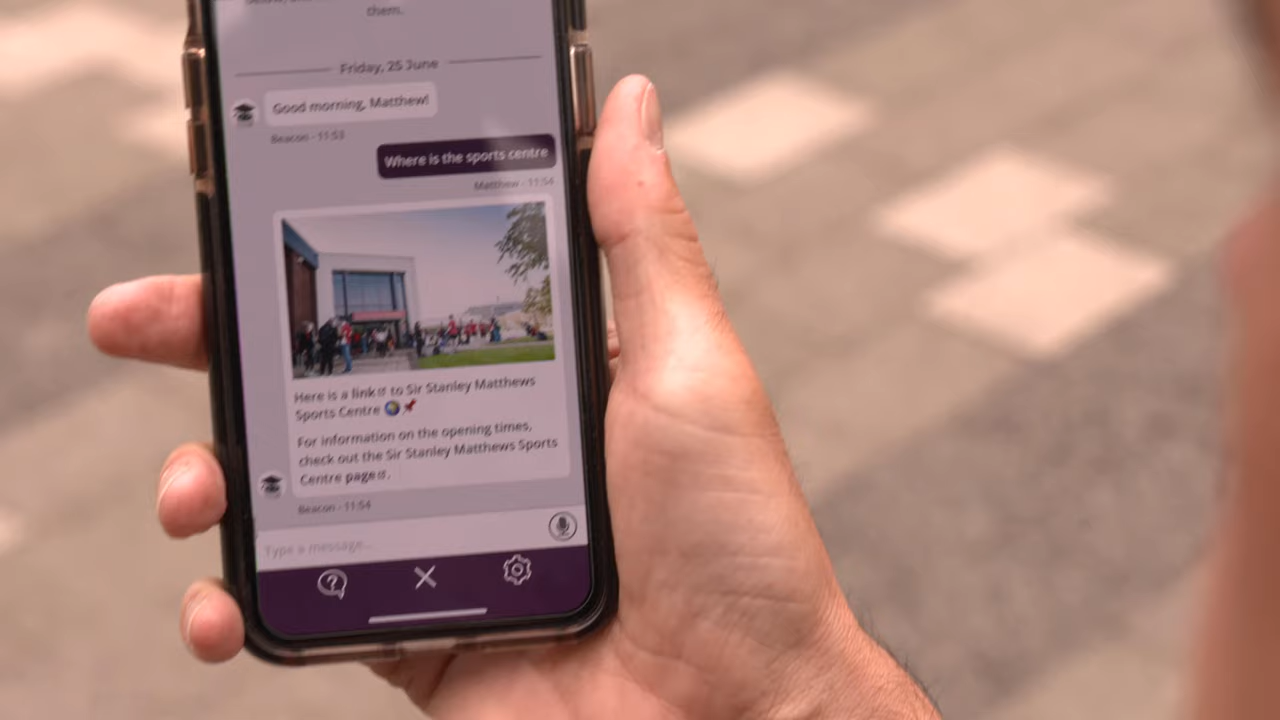 them.
Friday, 25 June
Good morning, Matthew!
Beacon - 11:53
Where is the sports centre
Matthew - 11:54
Here is a link to Sir Stanley Matthews
Sports Centre 🌍📌
For information on the opening times,
check out the Sir Stanley Matthews Sports
Centre page.
Beacon - 11:54
Type a message...
?